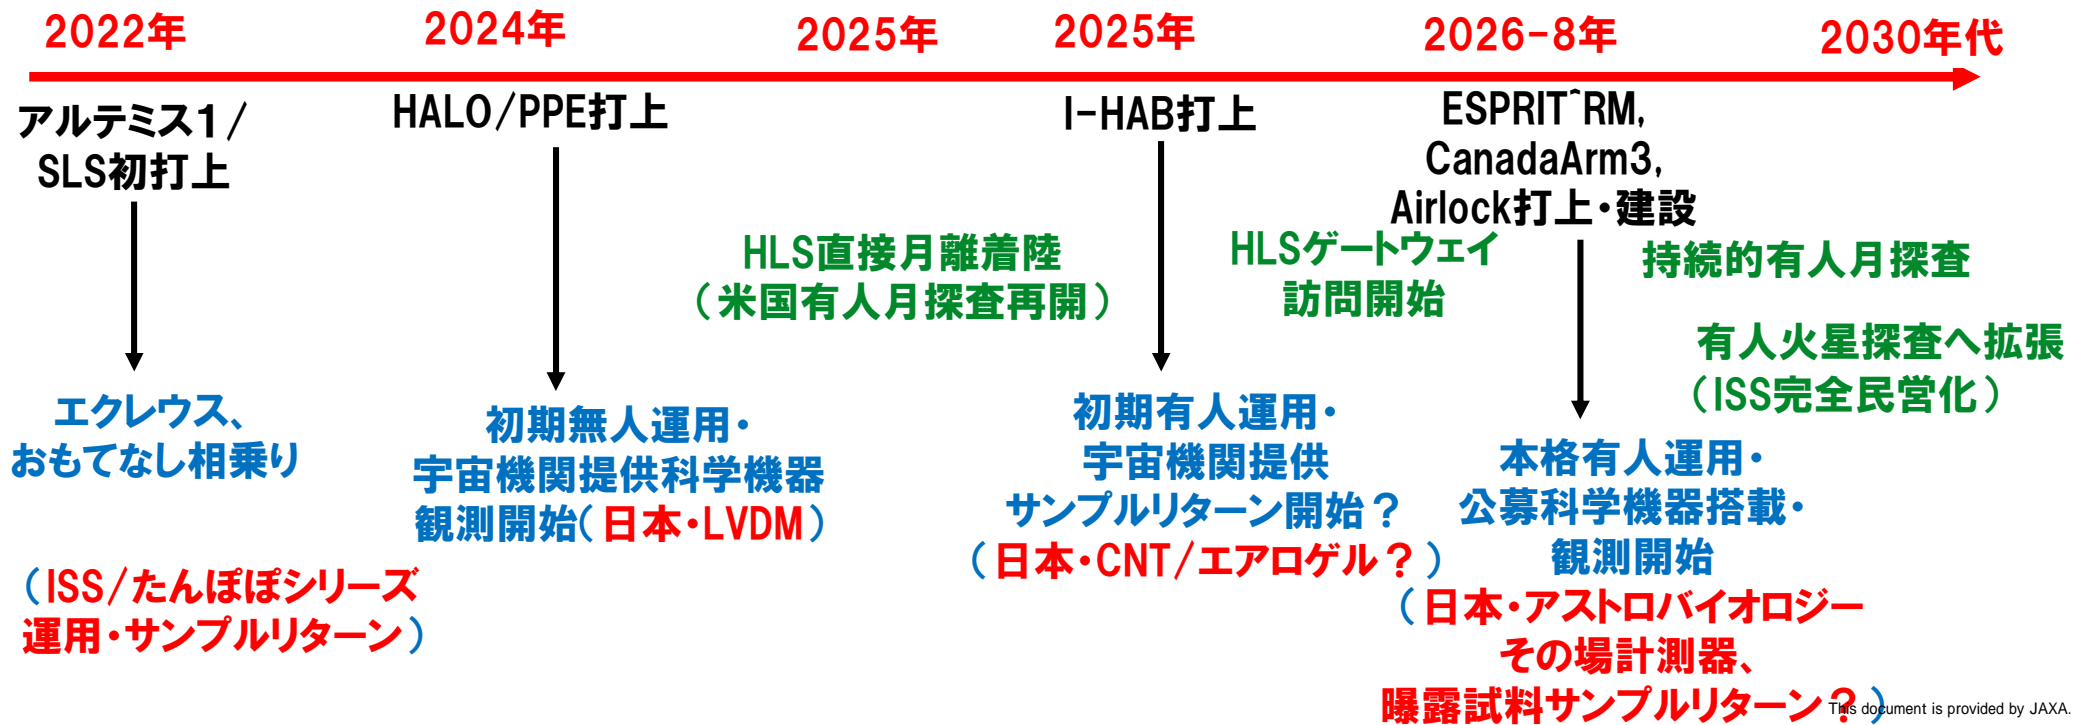 2022年
2024年
2025年
2025年
2026-8年
2030年代
アルテミス1/
SLS初打上
HALO/PPE打上
I-HAB打上
ESPRIT^RM,
CanadaArm3,
Airlock打上・建設
HLS直接月離着陸
(米国有人月探査再開)
HLSゲートウェイ
訪問開始
持続的有人月探査
有人火星探査へ拡張
(ISS完全民営化)
エクレウス、
おもてなし相乗り
(ISS/たんぽぽシリーズ
運用・サンプルリターン)
初期無人運用・
宇宙機関提供科学機器
観測開始(日本・LVDM)
初期有人運用・
宇宙機関提供
サンプルリターン開始?
(日本・CNT/エアロゲル?)
本格有人運用・
公募科学機器搭載・
観測開始
(日本・アストロバイオロジー
その場計測器、
曝露試料サンプルリターン?)
This document is provided by JAXA.